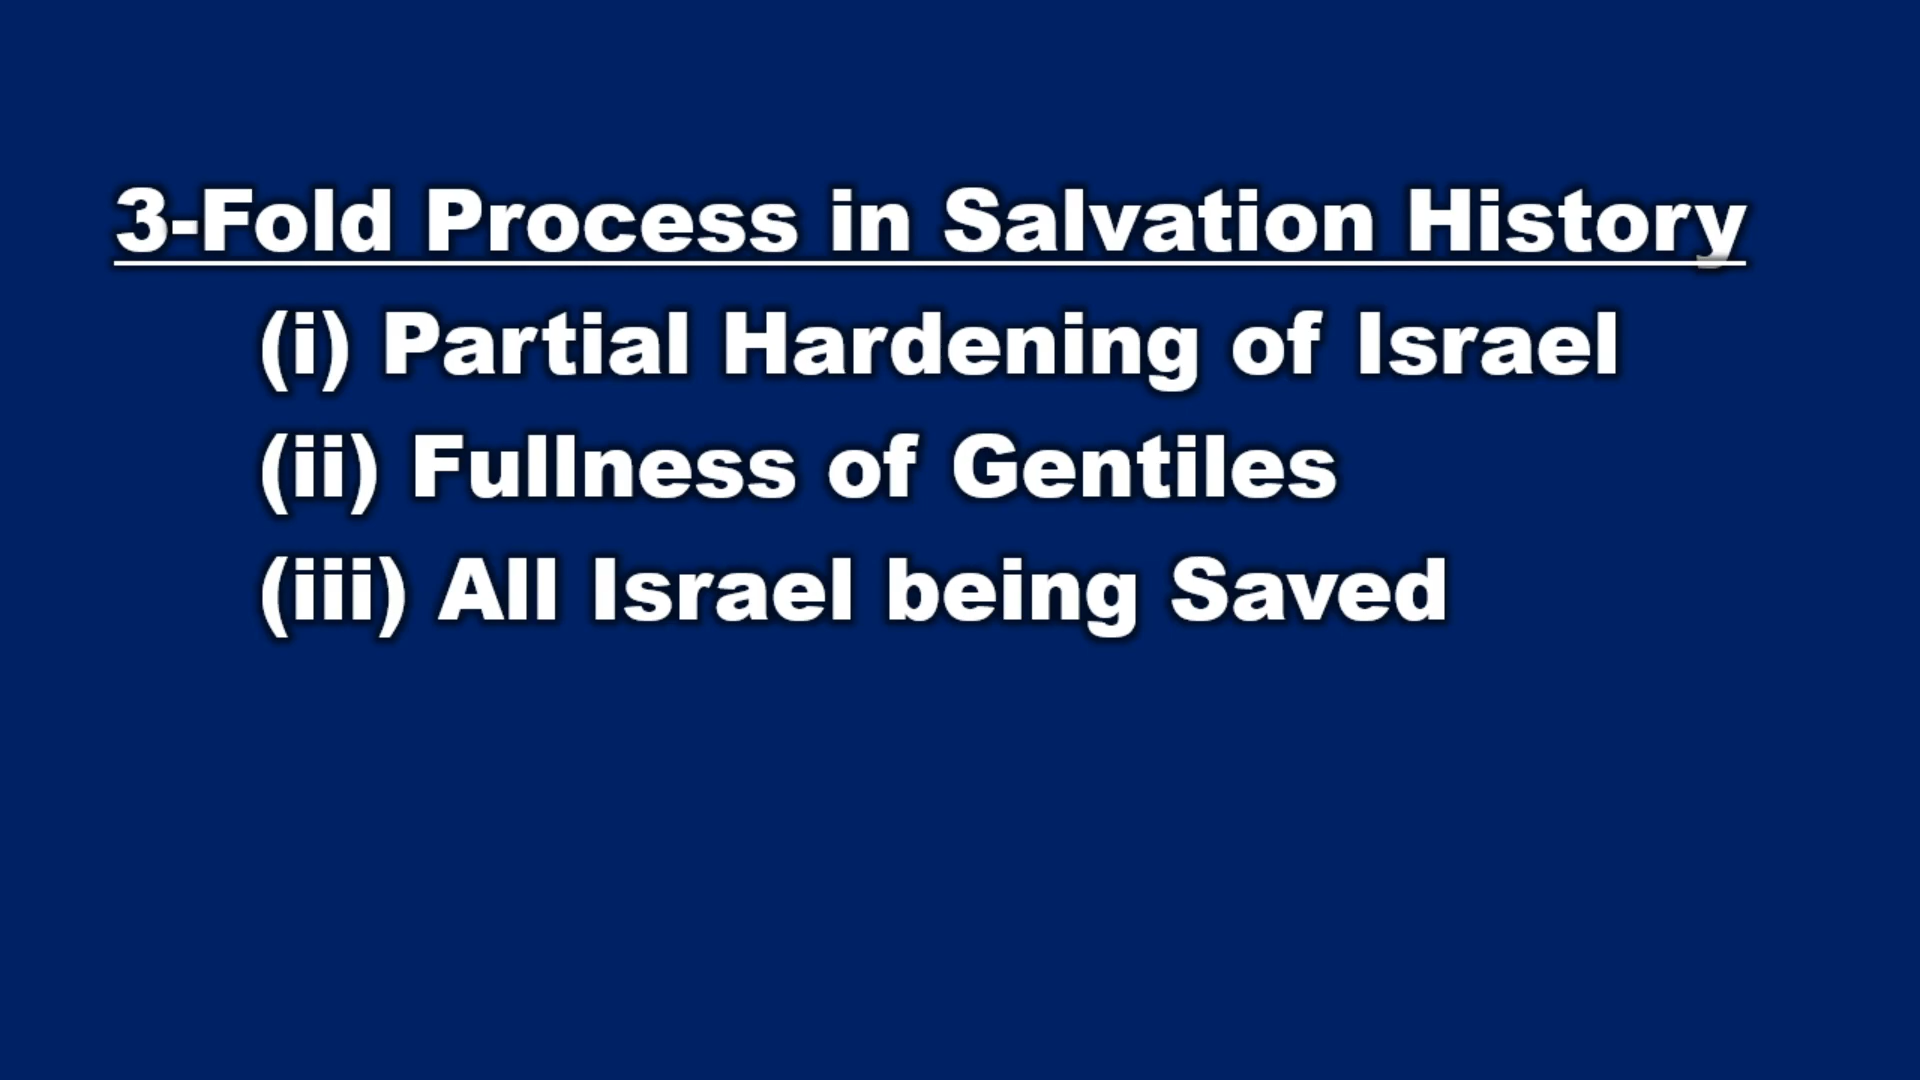 3-Fold Process in Salvation History
(i) Partial Hardening of Israel
(ii) Fullness of Gentiles
(iii) All Israel being Saved